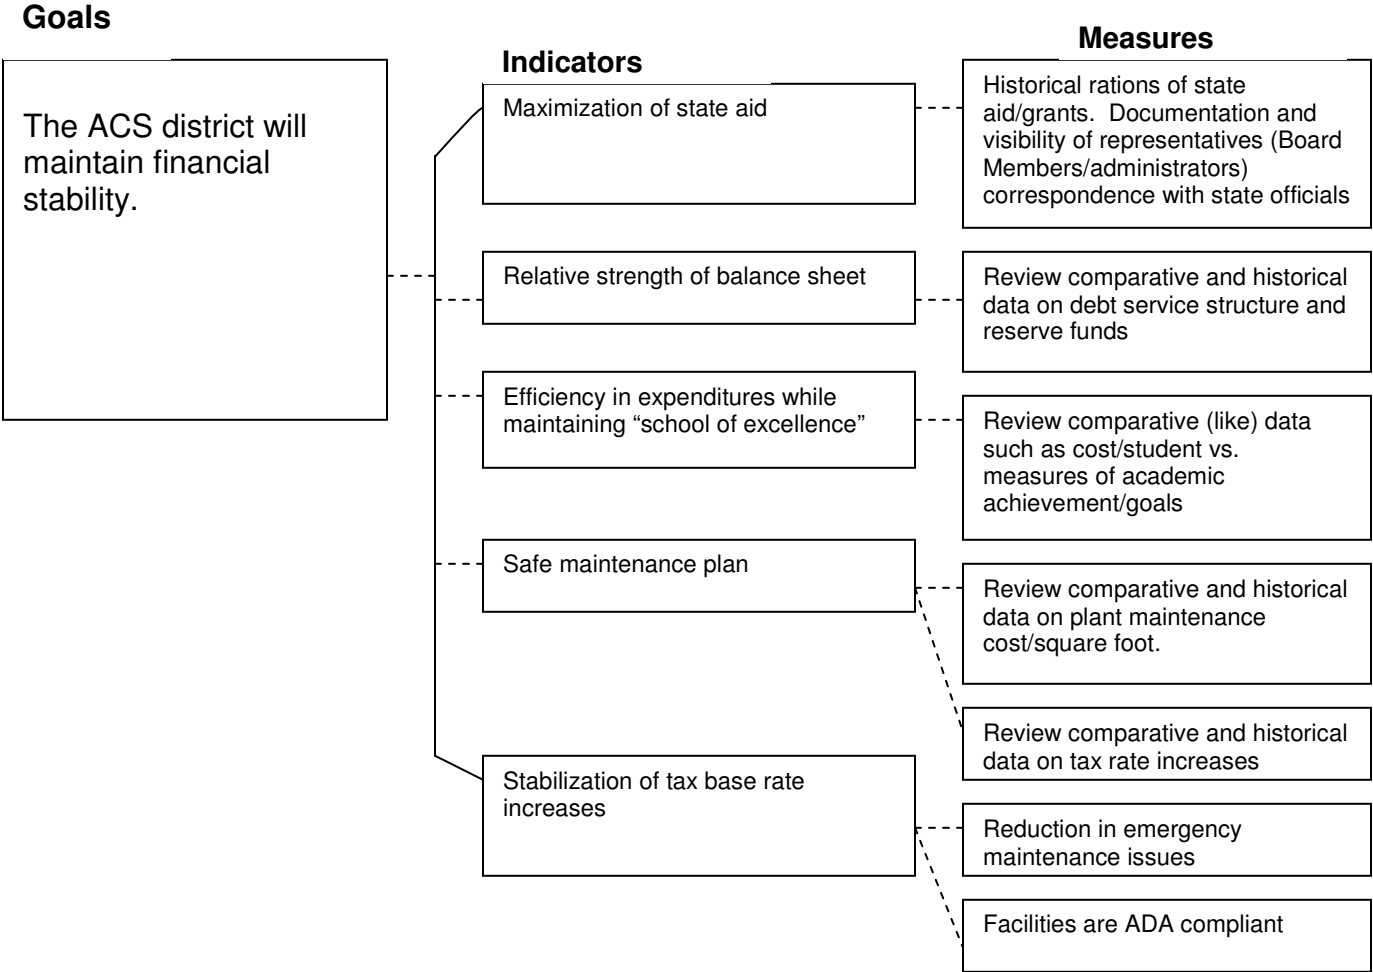 Goals
The ACS district will
maintain financial
stability.
Indicators
Maximization of state aid
Relative strength of balance sheet
Efficiency in expenditures while
maintaining “school of excellence”
Safe maintenance plan
Stabilization of tax base rate
increases
Measures
Historical rations of state
aid/grants.  Documentation and
visibility of representatives (Board
Members/administrators)
correspondence with state officials
Review comparative and historical
data on debt service structure and
reserve funds
Review comparative (like) data
such as cost/student vs.
measures of academic
achievement/goals
Review comparative and historical
data on plant maintenance
cost/square foot.
Review comparative and historical
data on tax rate increases
Reduction in emergency
maintenance issues
Facilities are ADA compliant